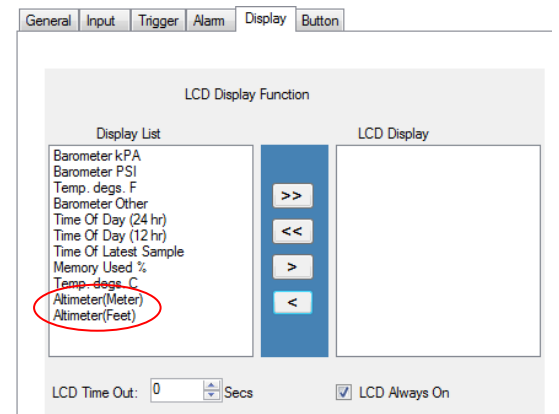 General Input Trigger Alarm Display Button
LCD Display Function
Display List LCD Display
Barometer kPA
Barometer PSI
Temp. degs. F
Barometer Other
Time Of Day (24 hr)
Time Of Day (12 hr)
Time Of Latest Sample
Memory Used %
Temp. degs. C
Altimeter(Meter)
Altimeter(Feet)
>>
<<
>
<
LCD Time Out: 0 Secs LCD Always On